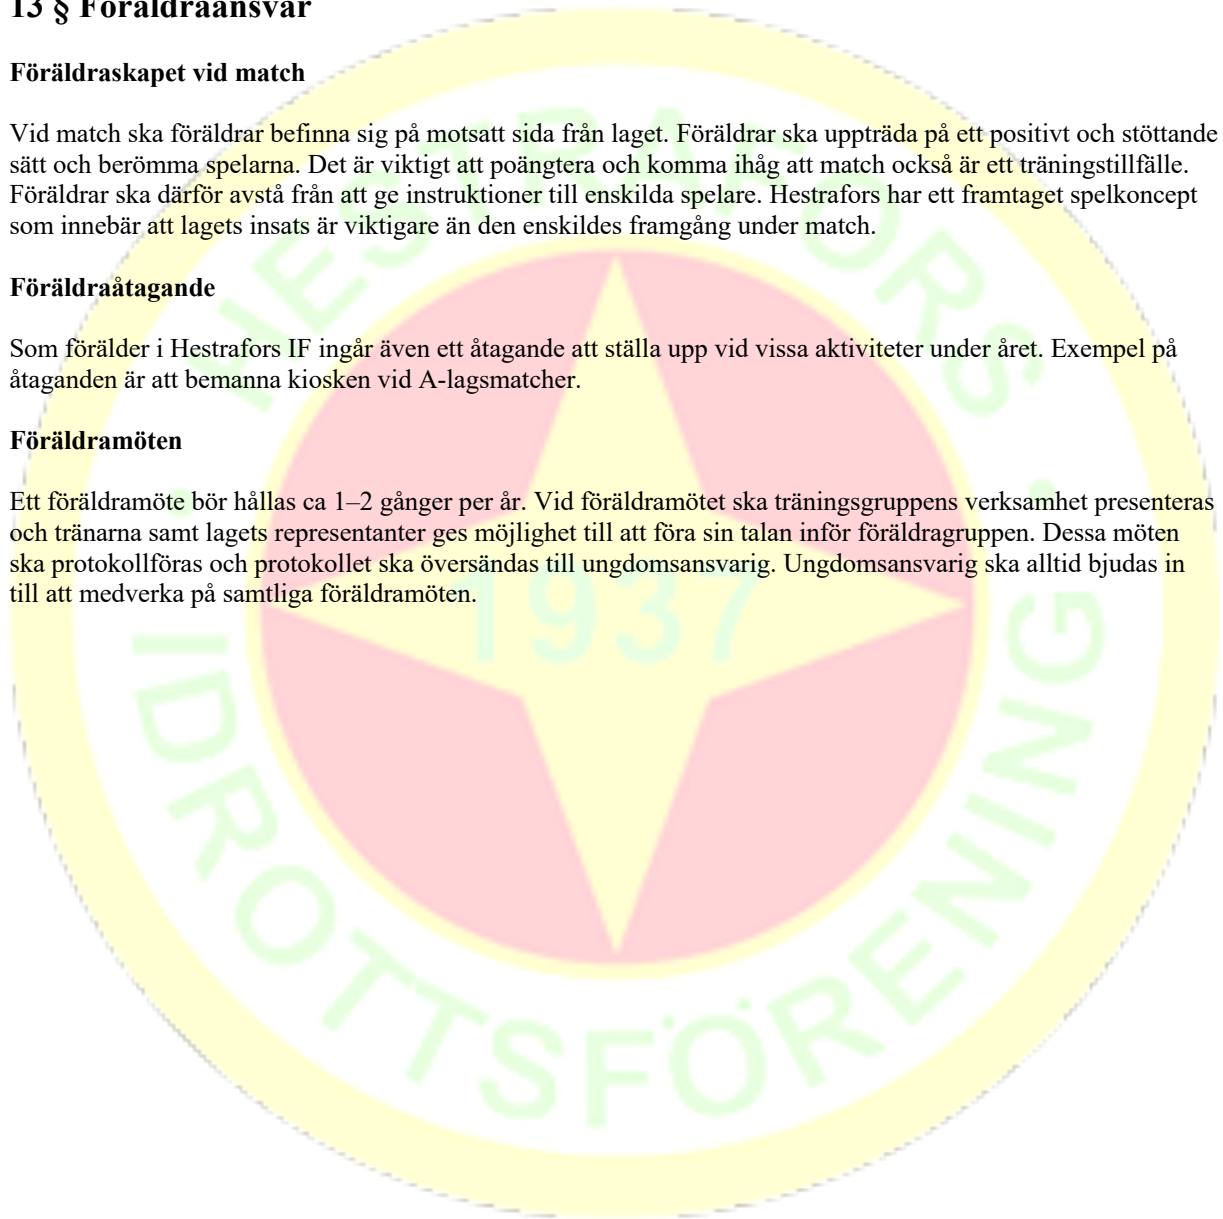 13 § Föräldraansvar
Föräldraskapet vid match
Vid match ska föräldrar befinna sig på motsatt sida från laget. Föräldrar ska uppträda på ett positivt och stöttande
sätt och berömma spelarna. Det är viktigt att poängtera och komma ihåg att match också är ett träningstillfälle.
Föräldrar ska därför avstå från att ge instruktioner till enskilda spelare. Hestrafors har ett framtaget spelkoncept
som innebär att lagets insats är viktigare än den enskildes framgång under match.
Föräldraåtagande
Som förälder i Hestrafors IF ingår även ett åtagande att ställa upp vid vissa aktiviteter under året. Exempel på
åtaganden är att bemanna kiosken vid A-lagsmatcher.
Föräldramöten
Ett föräldramöte bör hållas ca 1–2 gånger per år. Vid föräldramötet ska träningsgruppens verksamhet presenteras
och tränarna samt lagets representanter ges möjlighet till att föra sin talan inför föräldragruppen. Dessa möten
ska protokollföras och protokollet ska översändas till ungdomsansvarig. Ungdomsansvarig ska alltid bjudas in
till att medverka på samtliga föräldramöten.
HESTRAFORS
1937
IDROTTSFÖRENING